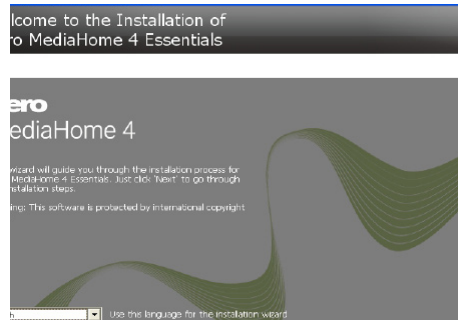 lcome to the Installation of
ro MediaHome 4 Essentials
ero
ediaHome 4
wizard will guide you through the installation process for
MediaHome 4 Essentials. Just click 'Next' to go through
nstallation steps.
ing: This software is protected by international copyright
h
Use this language for the installation wizard